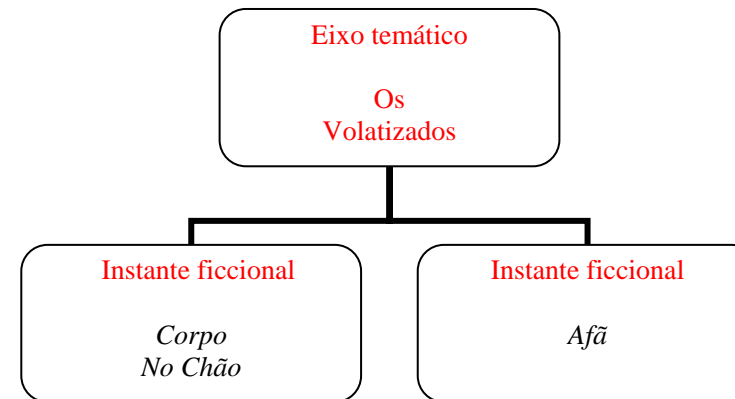 Eixo temático
Os
Volatizados
Instante ficcional
Corpo
No Chão
Instante ficcional
Afã